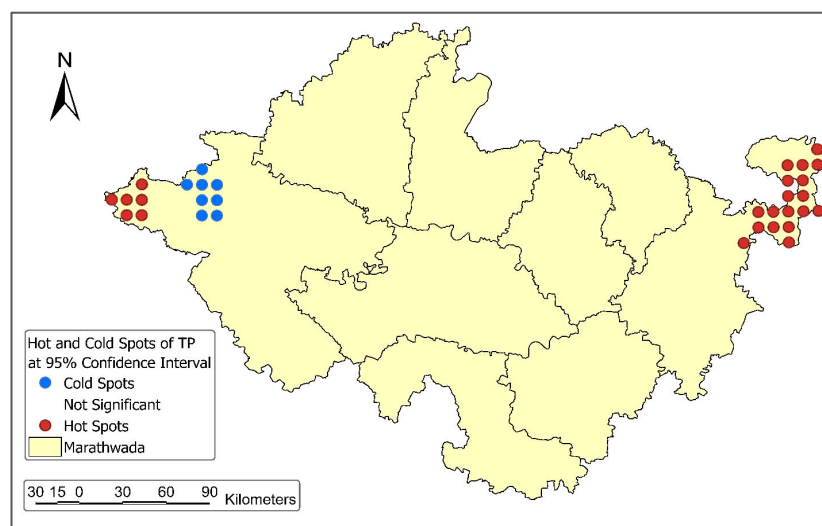 N
Hot and Cold Spots of TP
at 95% Confidence Interval
Cold Spots
Not Significant
Hot Spots
Marathwada
30 15 0 30 60 90 Kilometers